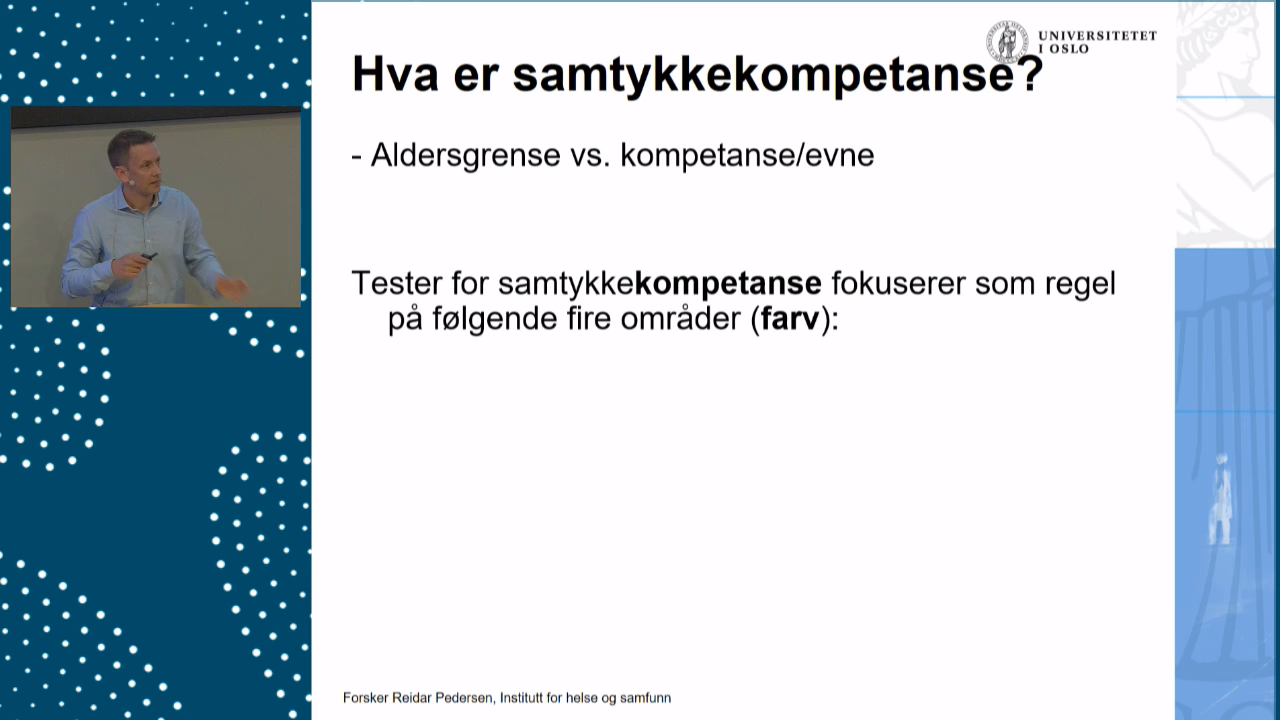 UNIVERSITETET
I OSLO
Hva er samtykkekompetanse?
- Aldersgrense vs. kompetanse/evne
Tester for samtykkekompetanse fokuserer som regel
på følgende fire områder (farv):
Forsker Reidar Pedersen, Institutt for helse og samfunn